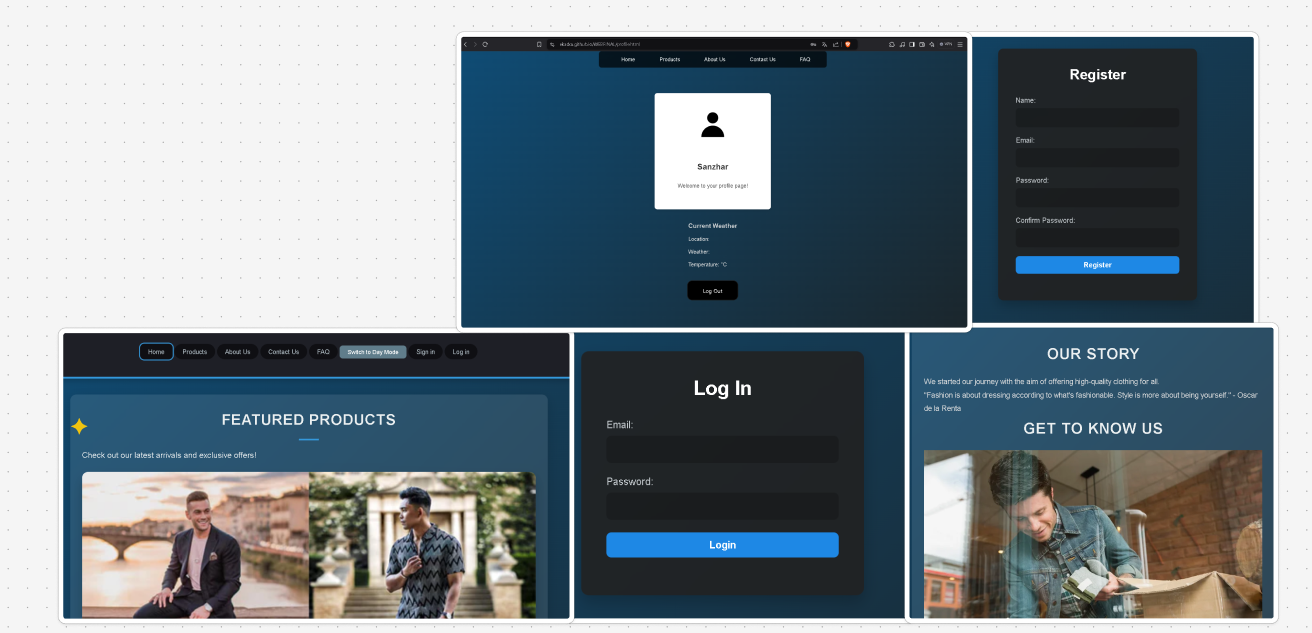 Home Products About Us Contact Us FAQ
Sanzhar
Welcome to your profile page!
Current Weather
Location:
Weather:
Temperature: °C
Log Out
Register
Name:
Email:
Password:
Confirm Password:
Register
Home Products About Us Contact Us FAQ Switch to Day Mode Sign in Log in
FEATURED PRODUCTS
Check out our latest arrivals and exclusive offers!
Log In
Email:
Password:
Login
OUR STORY
We started our journey with the aim of offering high-quality clothing for all.
"Fashion is about dressing according to what's fashionable. Style is more about being yourself." - Oscar
de la Renta
GET TO KNOW US